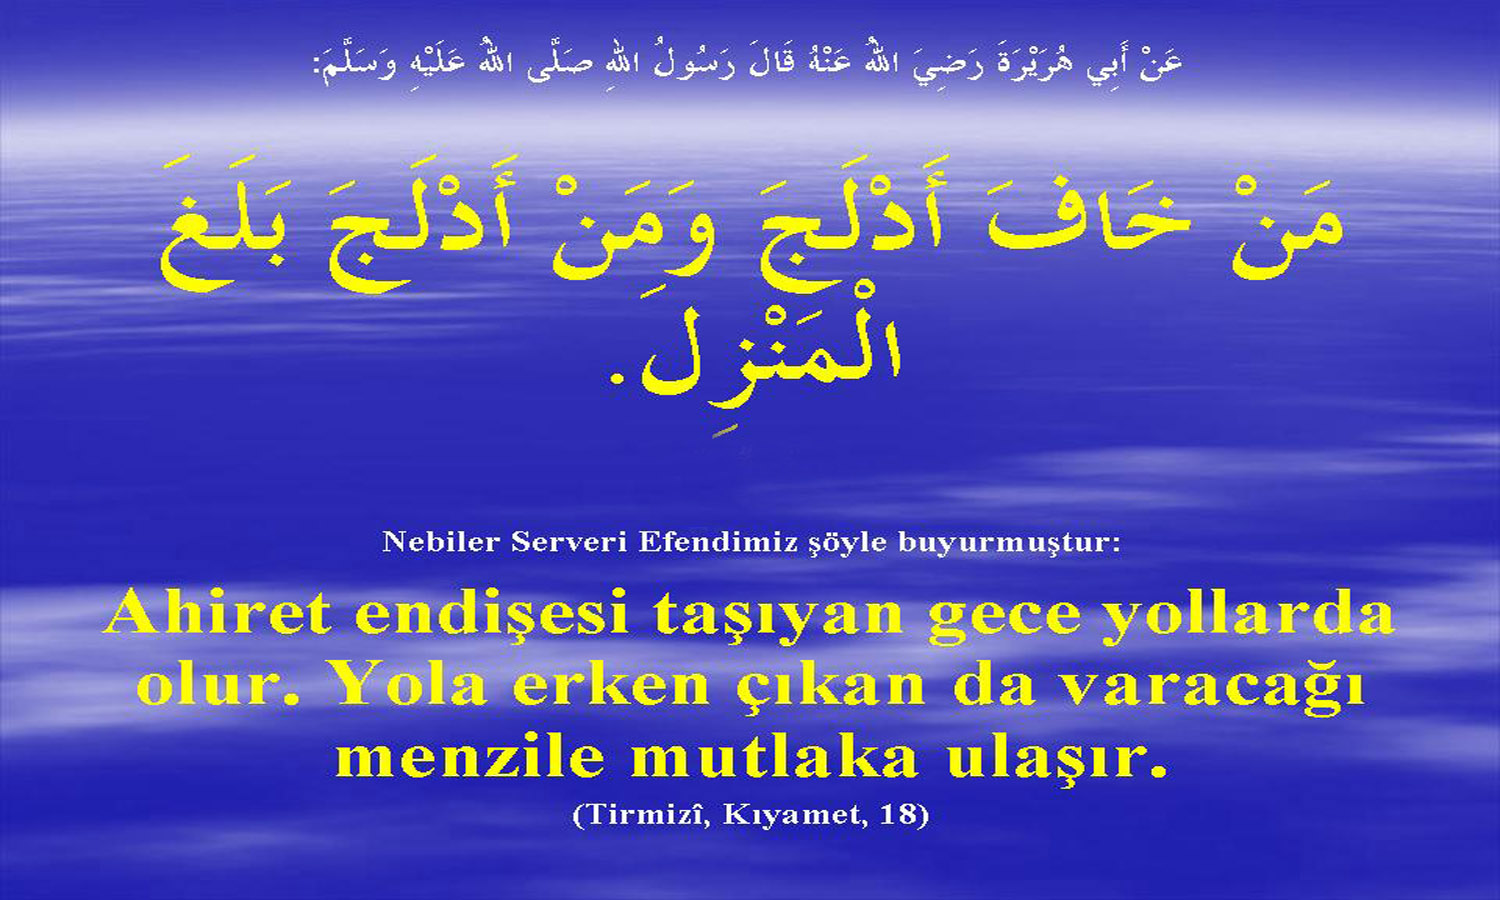 عَنْ أَبِي هُرَيْرَةَ رَضِيَ اللهُ عَنْهُ قَالَ رَسُولُ اللهِ صَلَّى اللهُ عَلَيْهِ وَسَلَّمَ:
مَنْ خَافَ أَدْلَجَ وَمَنْ أَدْلَجَ بَلَغَ
الْمَنْزِلَ.
Nebiler Serveri Efendimiz şöyle buyurmuştur:
Ahiret endişesi taşıyan gece yollarda
olur. Yola erken çıkan da varacağı
menzile mutlaka ulaşır.
(Tirmizî, Kıyamet, 18)